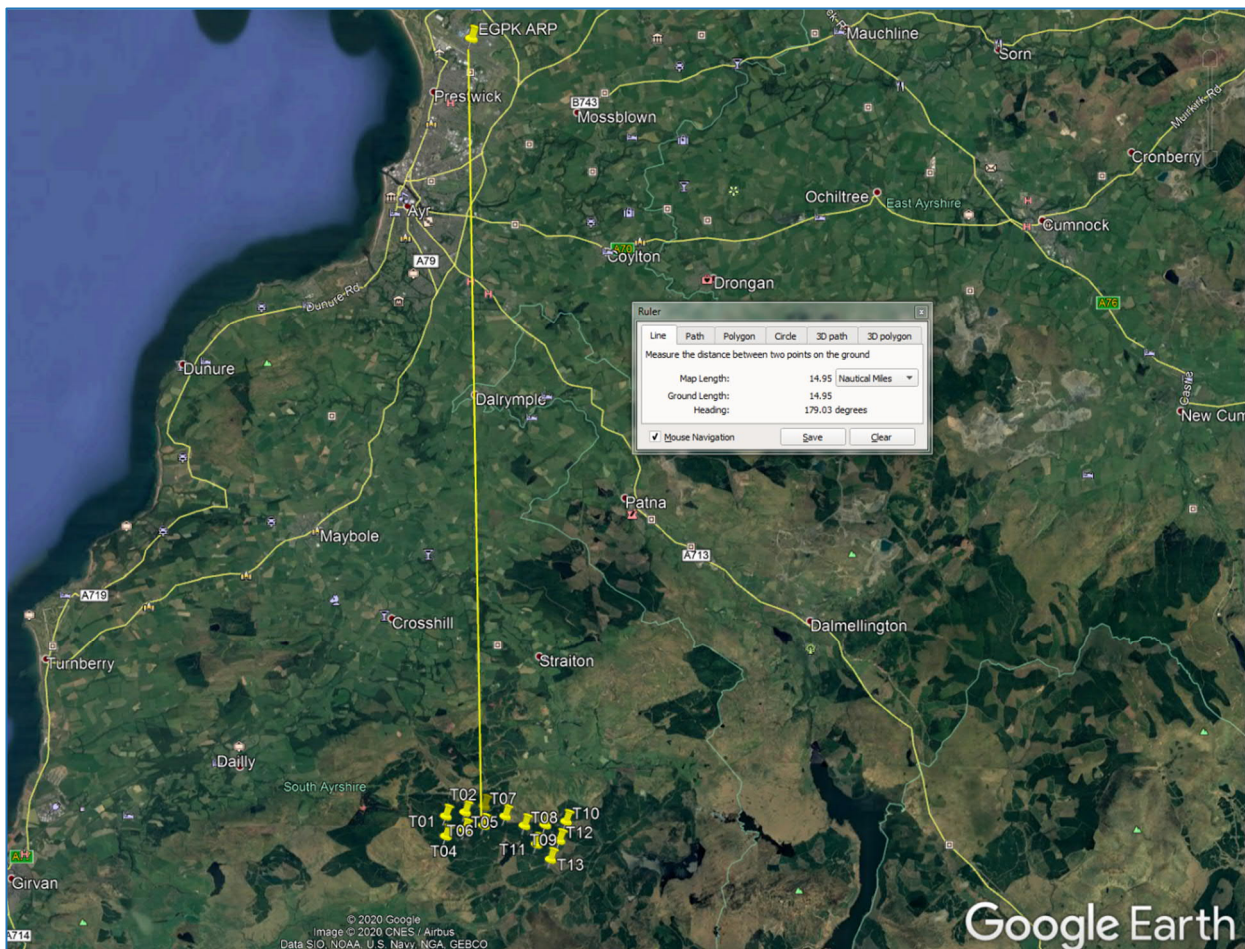 EGPK ARP
Mauchline
Sorn
Prestwick
B743
Mossblown
Muirkirk Rd
Cronberry
Ochiltree
East Ayrshire
Ayr
Cumnock
A70
Coylton
A79
Drongan
Dunure Rd
A76
Ruler
Line Path Polygon Circle 3D path 3D polygon
Measure the distance between two points on the ground
Map Length: 14.95 Nautical Miles
Ground Length: 14.95
Heading: 179.03 degrees
Mouse Navigation Save Clear
Dunure
Dalrymple
Castle
New Cum
Patna
Maybole
A713
A719
Crosshill
Dalmellington
Turnberry
Straiton
Dailly
South Ayrshire
T02
T07
T01
T06
T05
T08
T10
T04
T11
T09
T12
T13
Girvan
A714
© 2020 Google
Image © 2020 CNES / Airbus
Data SIO, NOAA, U.S. Navy, NGA, GEBCO
Google Earth